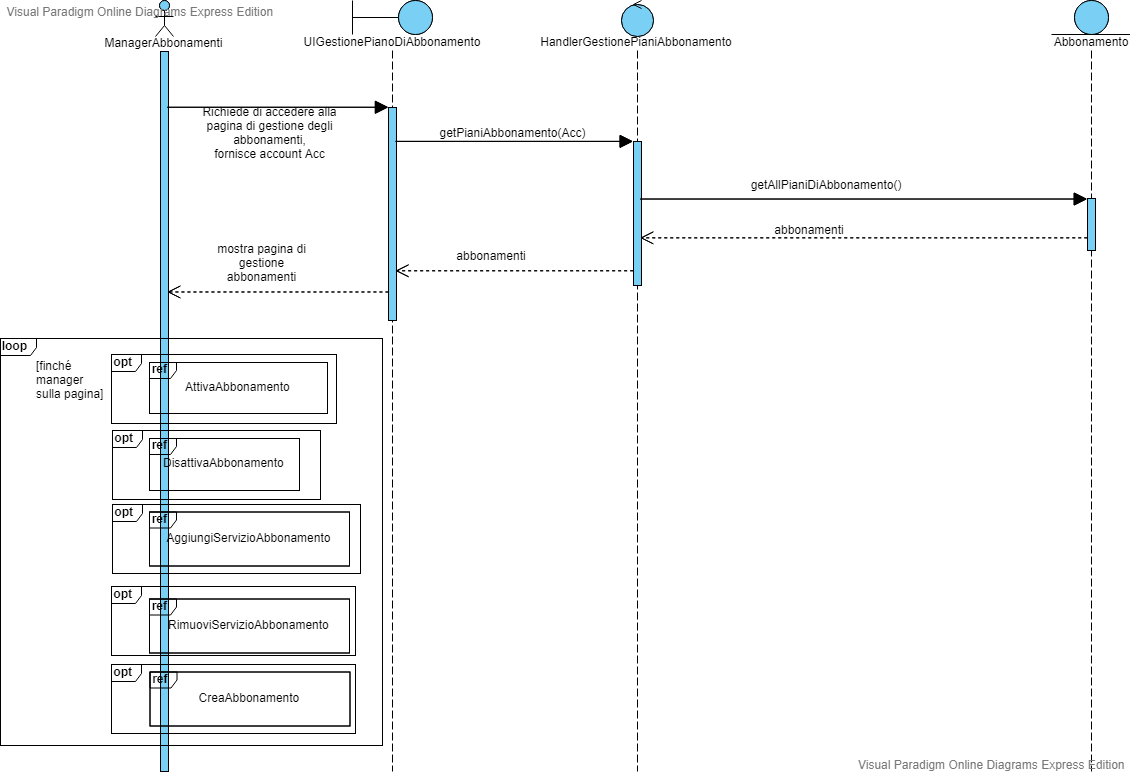 Visual Paradigm Online Diagrams Express Edition
ManagerAbbonamenti
UIGestionePianoDiAbbonamento
HandlerGestionePianiAbbonamento
Abbonamento
Richiede di accedere alla
pagina di gestione degli
abbonamenti,
fornisce account Acc
getPianiAbbonamento(Acc)
getAllPianiDiAbbonamento()
abbonamenti
abbonamenti
mostra pagina di
gestione
abbonamenti
loop
[finché
manager
sulla pagina]
opt
ref
AttivaAbbonamento
opt
ref
DisattivaAbbonamento
opt
ref
AggiungiServizioAbbonamento
opt
ref
RimuoviServizioAbbonamento
opt
ref
CreaAbbonamento
Visual Paradigm Online Diagrams Express Edition